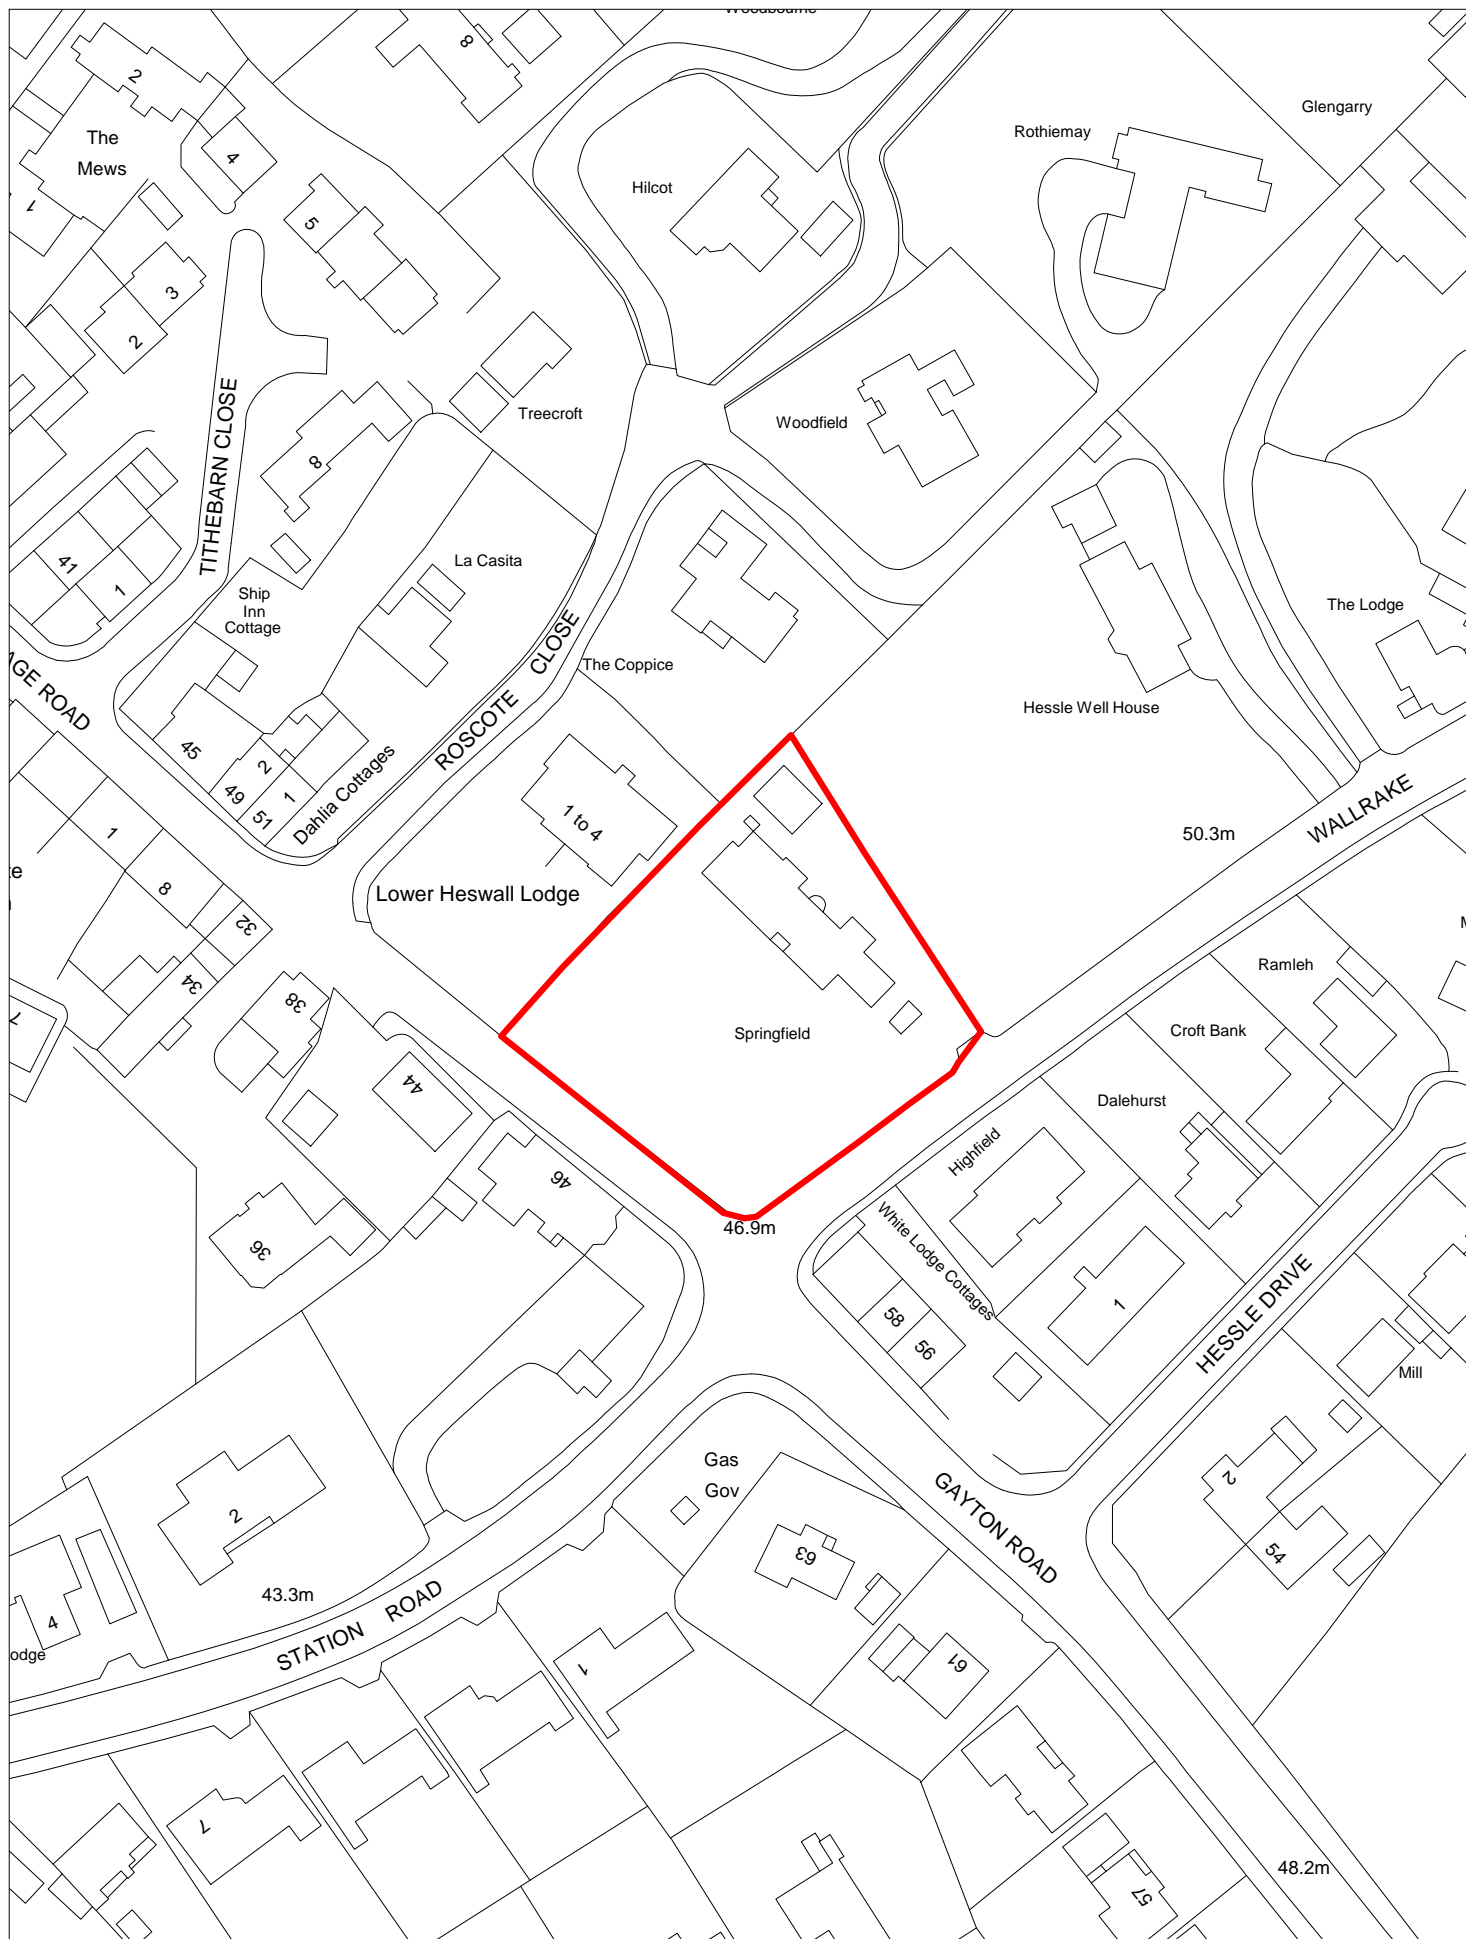 8
2
The
Mews
4
1
5
3
2
Hilcot
Rothiemay
Glengarry
TITHEBARN CLOSE
Treecroft
8
Woodfield
41
1
Ship
Inn
Cottage
La Casita
ROSCOTE CLOSE
The Coppice
The Lodge
Hessle Well House
AGE ROAD
45
49
51
2
1
Dahlia Cottages
1 to 4
Lower Heswall Lodge
50.3m
WALLRAKE
1
8
32
34
38
44
46
36
7
Springfield
46.9m
Ramleh
Croft Bank
Dalehurst
Highfield
White Lodge Cottages
58
56
1
HESSLE DRIVE
Mill
2
54
Gas
Gov
GAYTON ROAD
63
61
2
43.3m
4
odge
STATION ROAD
1
7
48.2m
57